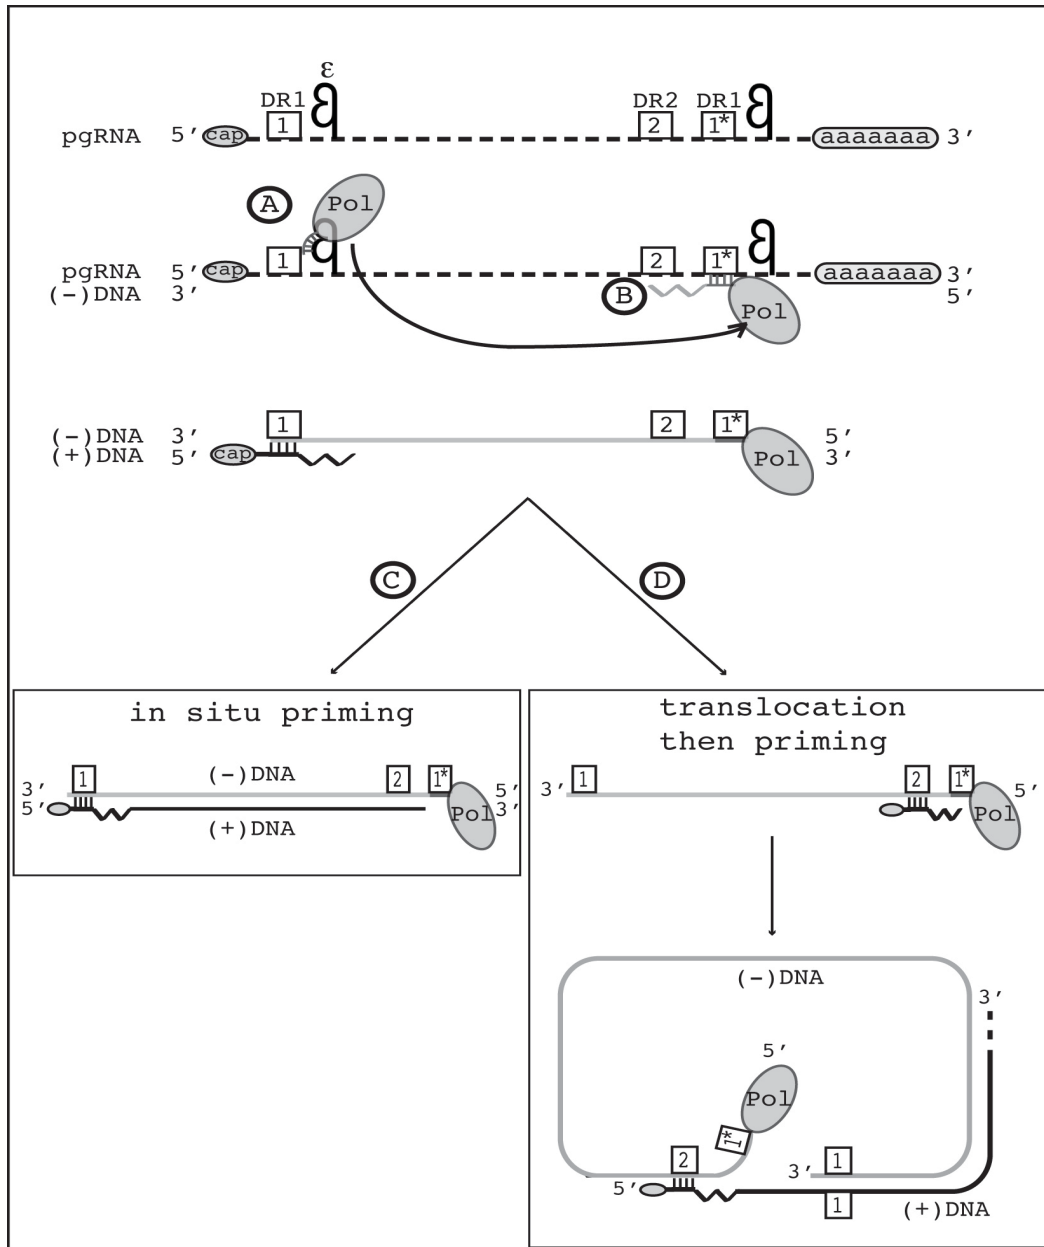 ε
DR1 DR2 DR1
pgRNA 5′ cap 1 2 1* aaaaaaa 3′
A Pol
pgRNA 5′ cap 1 2 1* aaaaaaa 3′
(-)DNA 3′ B Pol 5′
(-)DNA 3′ 1 2 1* 5′
(+)DNA 5′ cap Pol 3′
C D
in situ priming
3′ 1 (-)DNA 2 1* 5′
5′ (+)DNA Pol 3′
translocation
then priming
3′ 1 2 1* 5′
Pol
(-)DNA
3′
5′
Pol
1*
2 3′ 1
5′ 1 (+)DNA